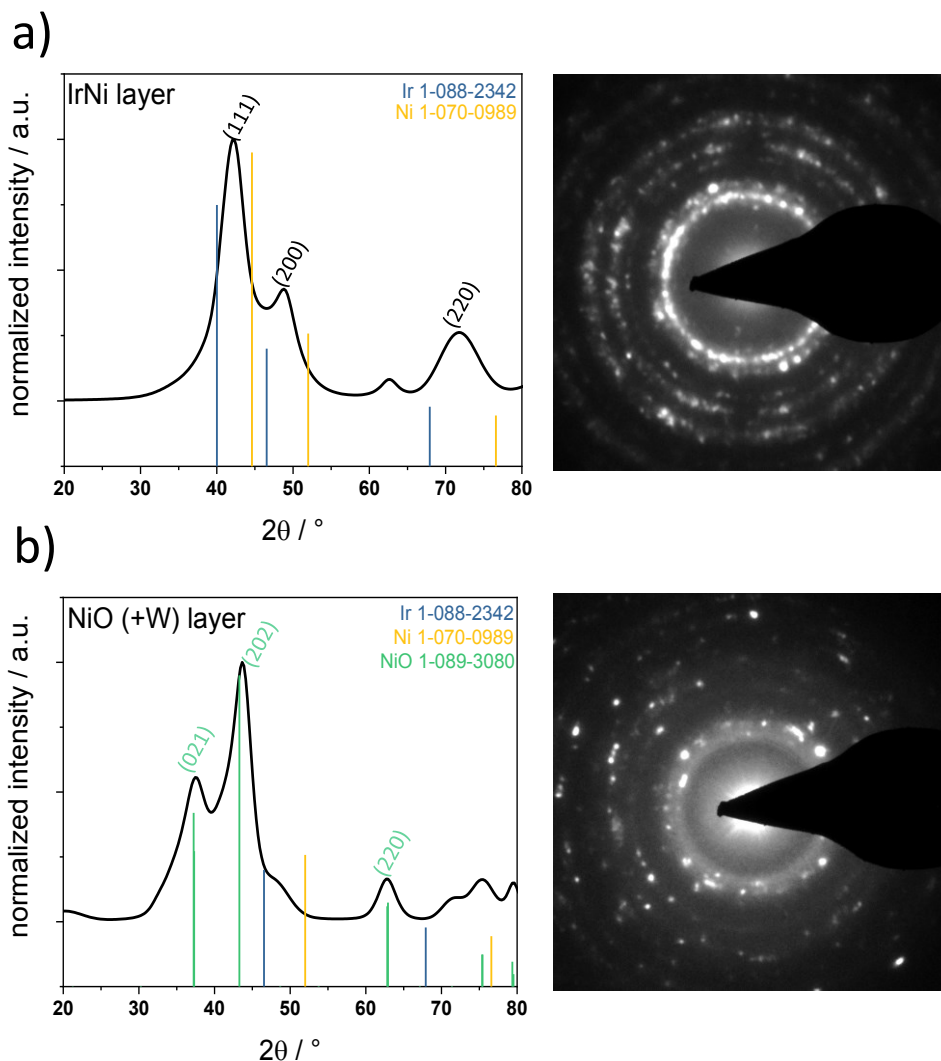 a)
IrNi layer
Ir 1-088-2342
Ni 1-070-0989
(111)
(200)
(220)
normalized intensity / a.u.
20 30 40 50 60 70 80
2θ / °
b)
NiO (+W) layer
Ir 1-088-2342
Ni 1-070-0989
NiO 1-089-3080
(021)
(202)
(220)
normalized intensity / a.u.
20 30 40 50 60 70 80
2θ / °